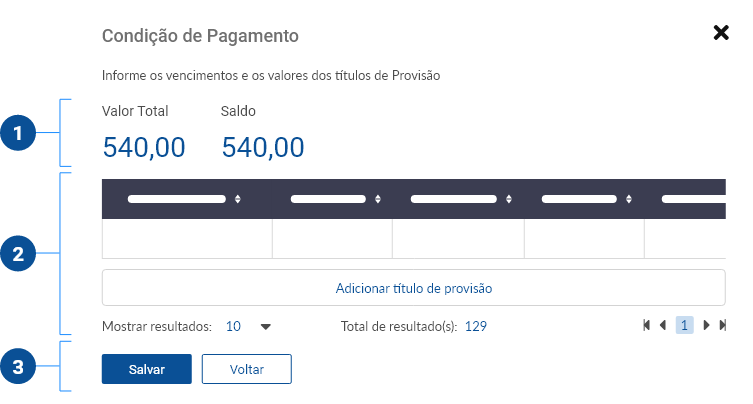 Condição de Pagamento
Informe os vencimentos e os valores dos títulos de Provisão
Valor Total Saldo
1
540,00 540,00
2
Adicionar título de provisão
Mostrar resultados: 10 Total de resultado(s): 129 1
3
Salvar Voltar